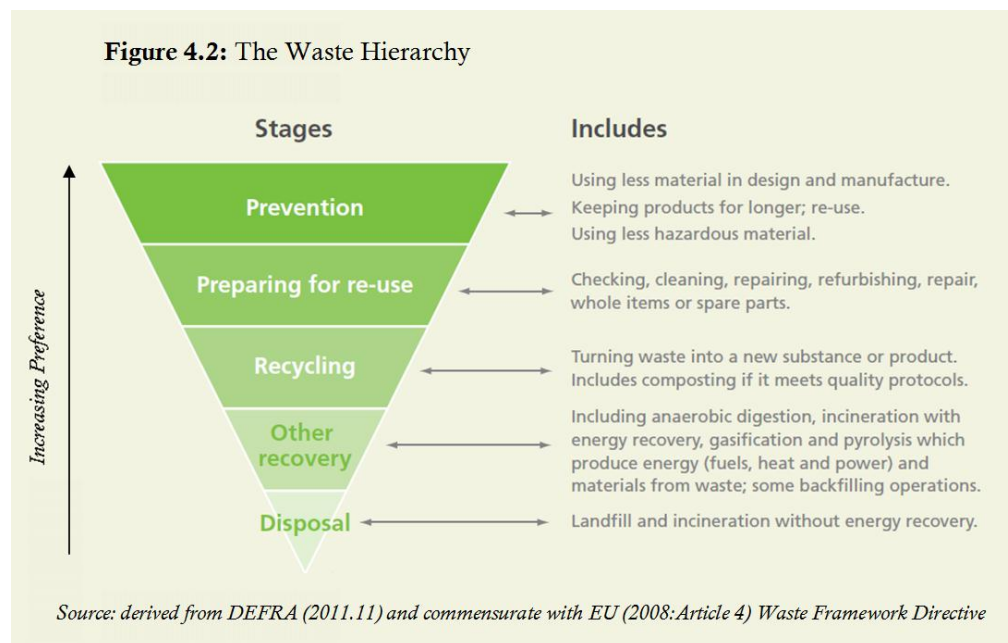 Figure 4.2: The Waste Hierarchy
Stages
Includes
Increasing Preference
Prevention
Using less material in design and manufacture.
Keeping products for longer; re-use.
Using less hazardous material.
Preparing for re-use
Checking, cleaning, repairing, refurbishing, repair,
whole items or spare parts.
Recycling
Turning waste into a new substance or product.
Includes composting if it meets quality protocols.
Other
recovery
Including anaerobic digestion, incineration with
energy recovery, gasification and pyrolysis which
produce energy (fuels, heat and power) and
materials from waste; some backfilling operations.
Disposal
Landfill and incineration without energy recovery.
Source: derived from DEFRA (2011.11) and commensurate with EU (2008:Article 4) Waste Framework Directive